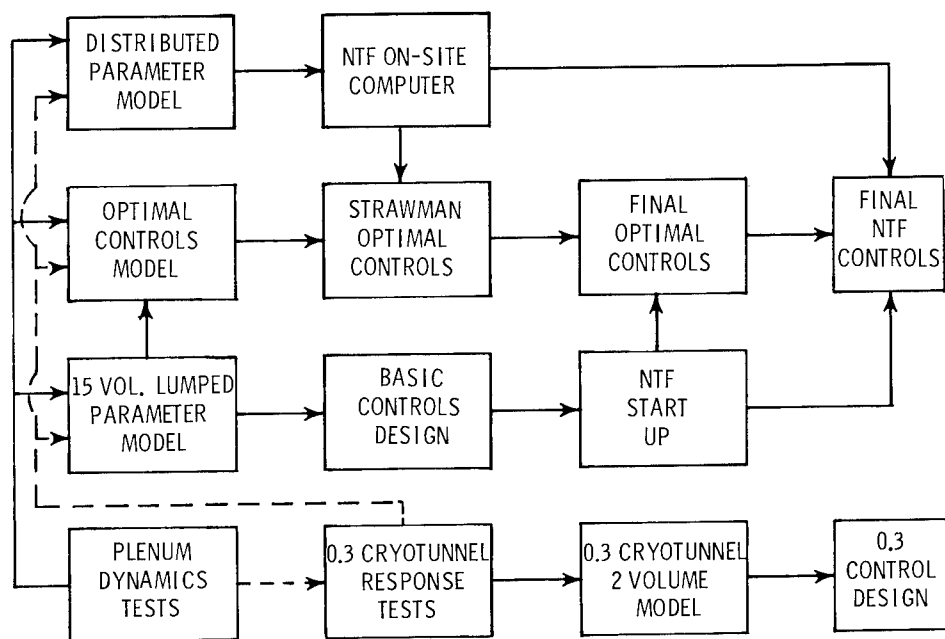 DISTRIBUTED
PARAMETER
MODEL
NTF ON-SITE
COMPUTER
OPTIMAL
CONTROLS
MODEL
STRAWMAN
OPTIMAL
CONTROLS
FINAL
OPTIMAL
CONTROLS
FINAL
NTF
CONTROLS
15 VOL. LUMPED
PARAMETER
MODEL
BASIC
CONTROLS
DESIGN
NTF
START
UP
PLENUM
DYNAMICS
TESTS
0.3 CRYOTUNNEL
RESPONSE
TESTS
0.3 CRYOTUNNEL
2 VOLUME
MODEL
0.3
CONTROL
DESIGN